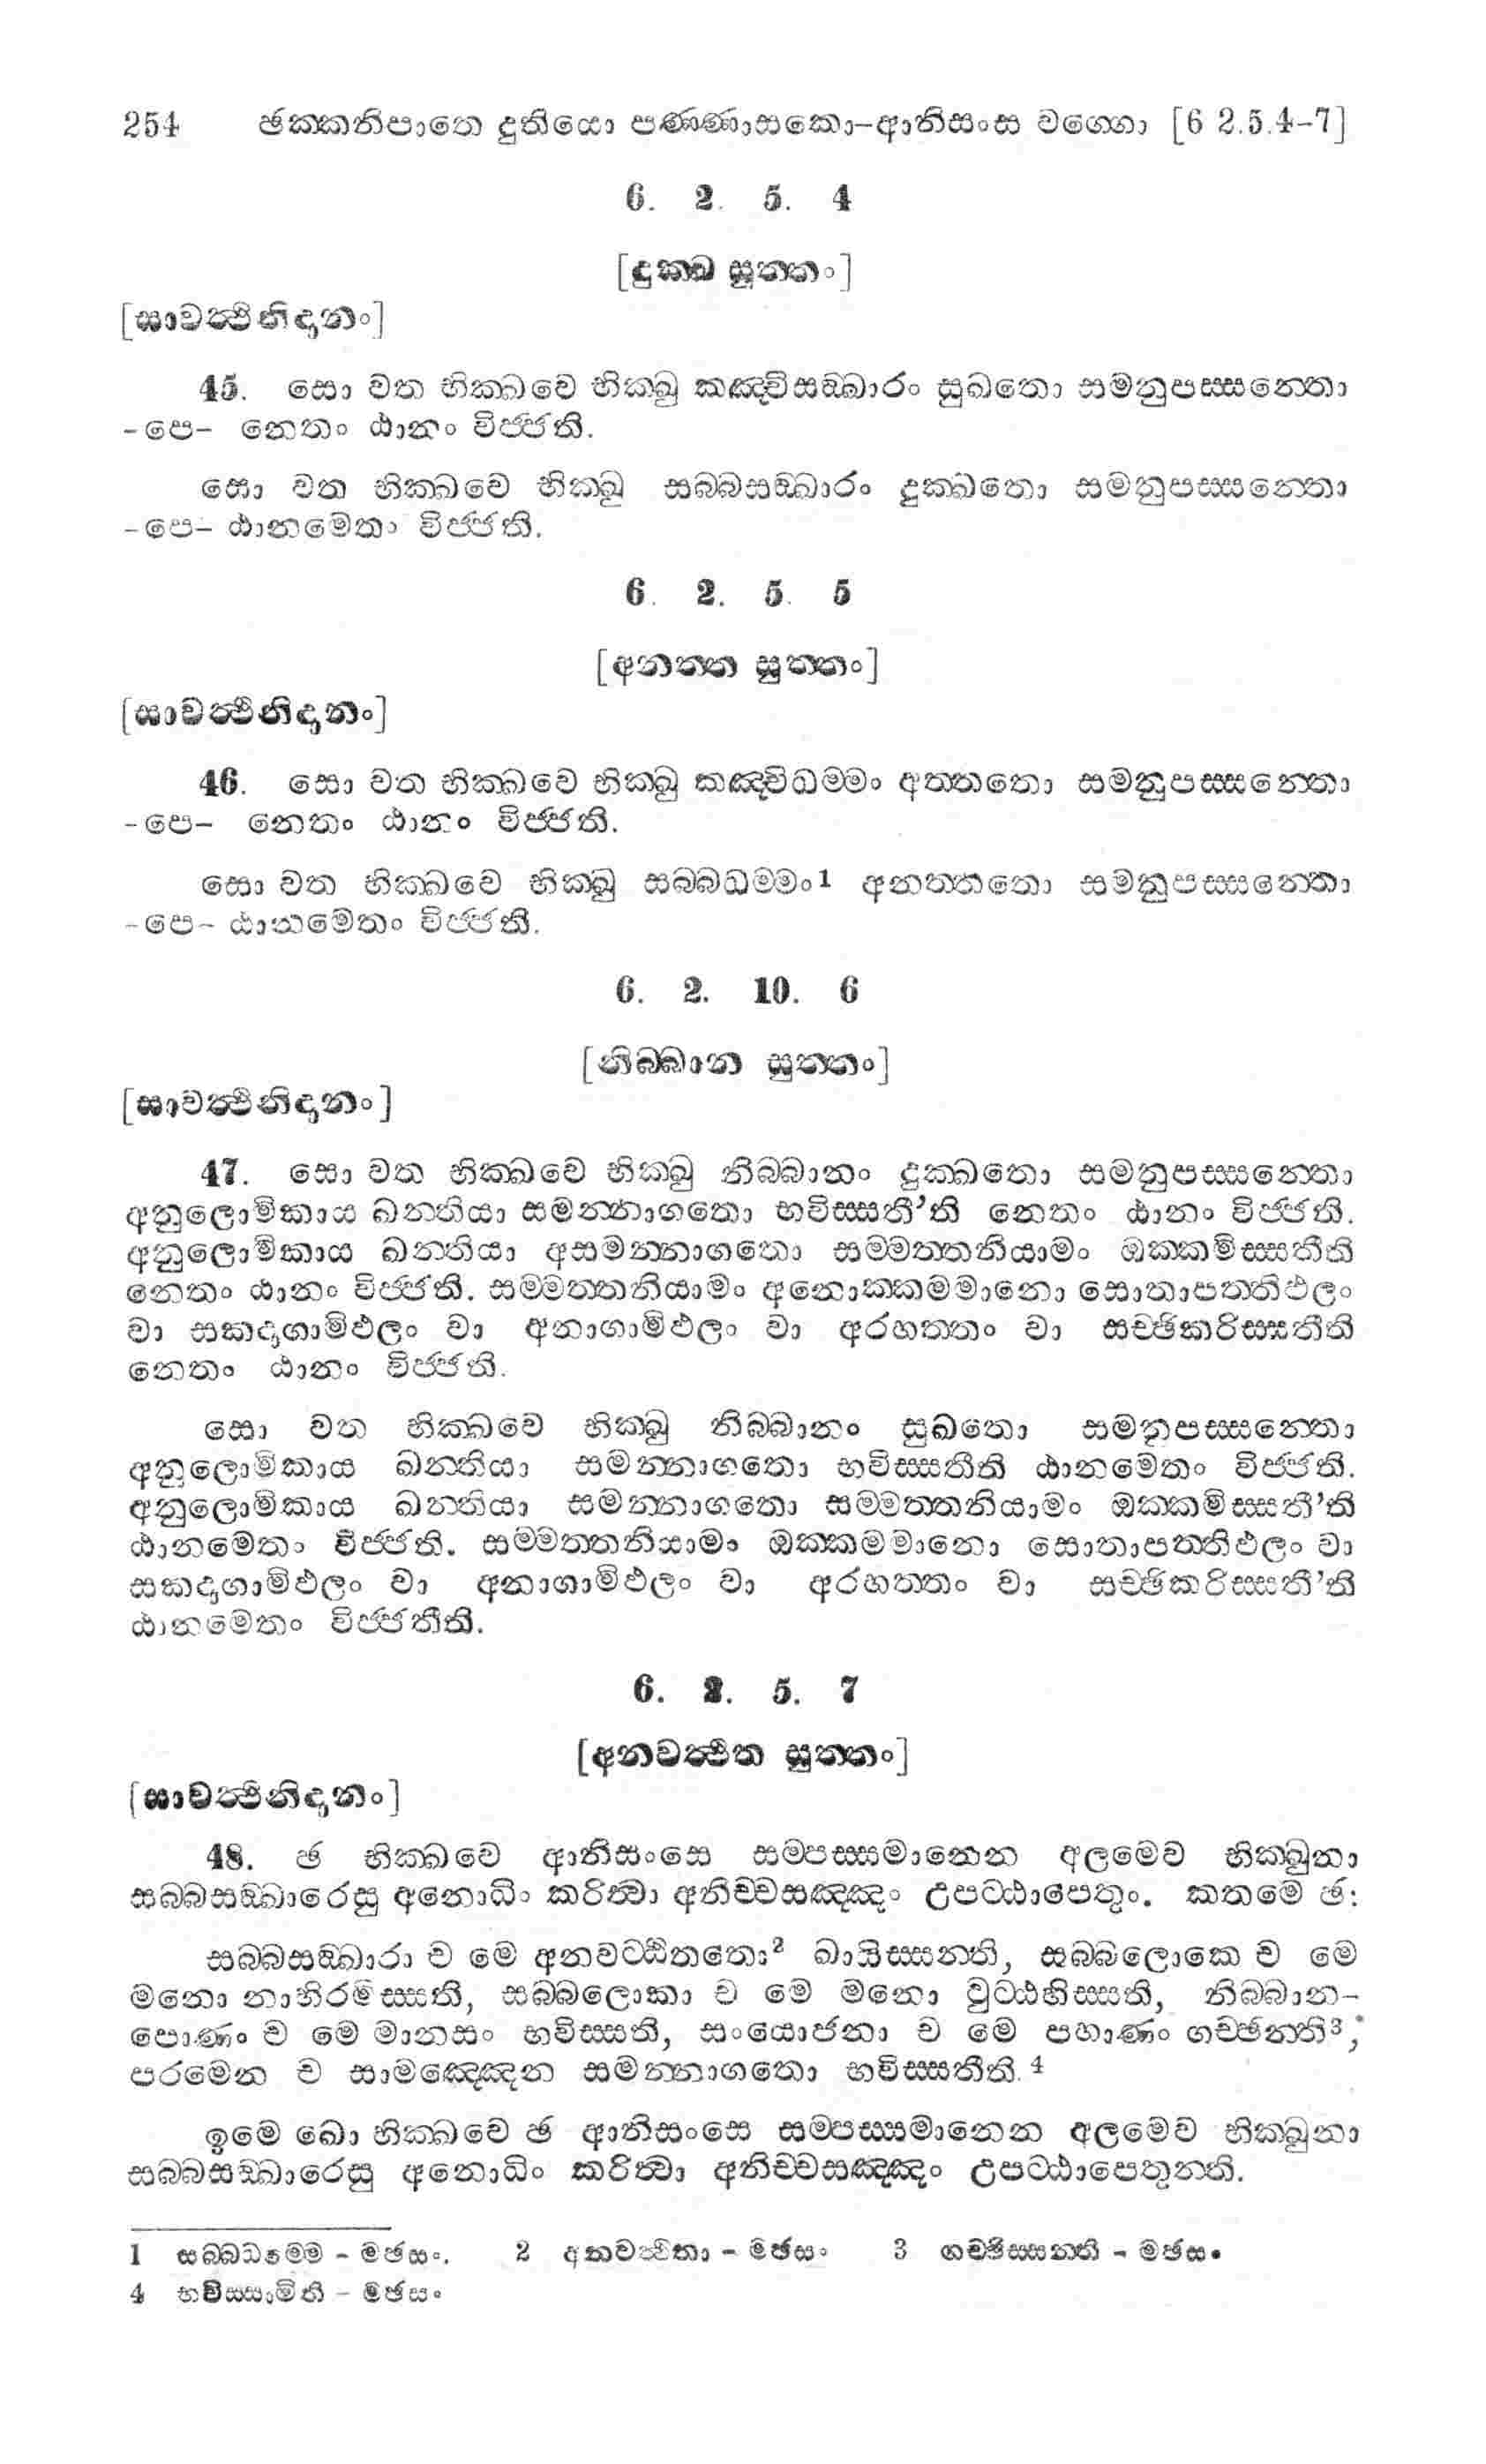 254 ඡක්කනිපාතො දුතියො පණ්ණාසකො-ආනිසංස වග්ගො [6 2.5.4-7]
6. 2. 5. 4
[දුක්ඛ සුත්තං]
[සාවත්ථිනිදානං]
45. සො වත භික්ඛවෙ භික්ඛු කඤ්චිසඞ්ඛාරං සුඛතො සමනුපස්සන්තො
-පෙ- නෙතං ඨානං විජ්ජති.
සො වත භික්ඛවෙ භික්ඛු සබ්බසඞ්ඛාරං දුක්ඛතො සමනුපස්සන්තො
-පෙ- ඨානමෙතං විජ්ජති.
6. 2. 5. 5
[අනත්ත සුත්තං]
[සාවත්ථිනිදානං]
46. සො වත භික්ඛවෙ භික්ඛු කඤ්චිධම්මං අත්තතො සමනුපස්සන්තො
-පෙ- නෙතං ඨානං විජ්ජති.
සො වත භික්ඛවෙ භික්ඛු සබ්බධම්මං1 අනත්තතො සමනුපස්සන්තො
-පෙ- ඨානමෙතං විජ්ජති.
6. 2. 10. 6
[නිබ්බාන සුත්තං]
[සාවත්ථිනිදානං]
47. සො වත භික්ඛවෙ භික්ඛු නිබ්බානං දුක්ඛතො සමනුපස්සන්තො
අනුලොමිකාය ඛන්තියා සමන්නාගතො භවිස්සතී’ති නෙතං ඨානං විජ්ජති.
අනුලොමිකාය ඛන්තියා අසමන්නාගතො සම්මත්තනියාමං ඔක්කමිස්සතීති
නෙතං ඨානං විජ්ජති. සම්මත්තනියාමං අනොක්කමමානො සොතාපත්තිඵලං
වා සකදාගාමිඵලං වා අනාගාමිඵලං වා අරහත්තං වා සච්ඡිකරිස්සතීති
නෙතං ඨානං විජ්ජති.
සො වත භික්ඛවෙ භික්ඛු නිබ්බානං සුඛතො සමනුපස්සන්තො
අනුලොමිකාය ඛන්තියා සමන්නාගතො භවිස්සතීති ඨානමෙතං විජ්ජති.
අනුලොමිකාය ඛන්තියා සමන්නාගතො සම්මත්තනියාමං ඔක්කමිස්සතී’ති
ඨානමෙතං විජ්ජති. සම්මත්තනියාමං ඔක්කමමානො සොතාපත්තිඵලං වා
සකදාගාමිඵලං වා අනාගාමිඵලං වා අරහත්තං වා සච්ඡිකරිස්සතී’ති
ඨානමෙතං විජ්ජතීති.
6. 2. 5. 7
[අනවත්ථිත සුත්තං]
[සාවත්ථිනිදානං]
48. ඡ භික්ඛවෙ ආනිසංසෙ සම්පස්සමානෙන අලමෙව භික්ඛුනා
සබ්බසඞ්ඛාරෙසු අනොධිං කරිත්වා අනිච්චසඤ්ඤං උපට්ඨාපෙතුං. කතමෙ ඡ:
සබ්බසඞ්ඛාරා ච මෙ අනවට්ඨිතතො2 ඛායිස්සන්ති, සබ්බලොකෙ ච මෙ
මනො නාභිරමිස්සති, සබ්බලොකා ච මෙ මනො වුට්ඨහිස්සති, නිබ්බාන-
පොණං ච මෙ මානසං භවිස්සති, සංයොජනා ච මෙ පහාණං ගච්ඡන්ති3,
පරමෙන ච සාමඤ්ඤෙන සමන්නාගතො භවිස්සතීති.4
ඉමෙ ඛො භික්ඛවෙ ඡ ආනිසංසෙ සම්පස්සමානෙන අලමෙව භික්ඛුනා
සබ්බසඞ්ඛාරෙසු අනොධිං කරිත්වා අනිච්චසඤ්ඤං උපට්ඨාපෙතුන්ති.
1 සබ්බධම්ම - මඡසං. 2 අනවත්ථිතා - මඡසං 3 ගච්ඡිස්සන්ති - මඡසං
4 භවිස්සාමිති - මඡසං